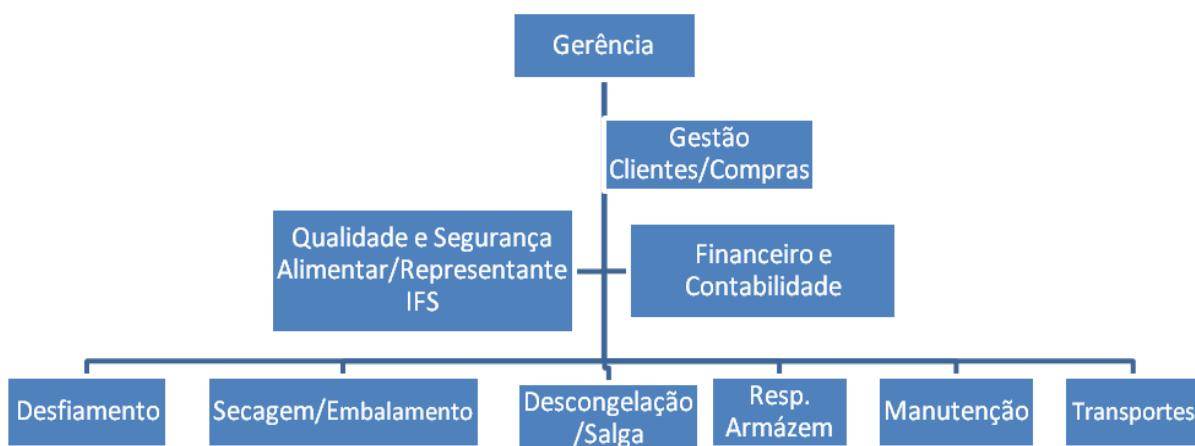 Gerência
Gestão
Clientes/Compras
Qualidade e Segurança
Alimentar/Representante
IFS
Financeiro e
Contabilidade
Desfiamento
Secagem/Embalamento
Descongelação
/Salga
Resp.
Armázem
Manutenção
Transportes